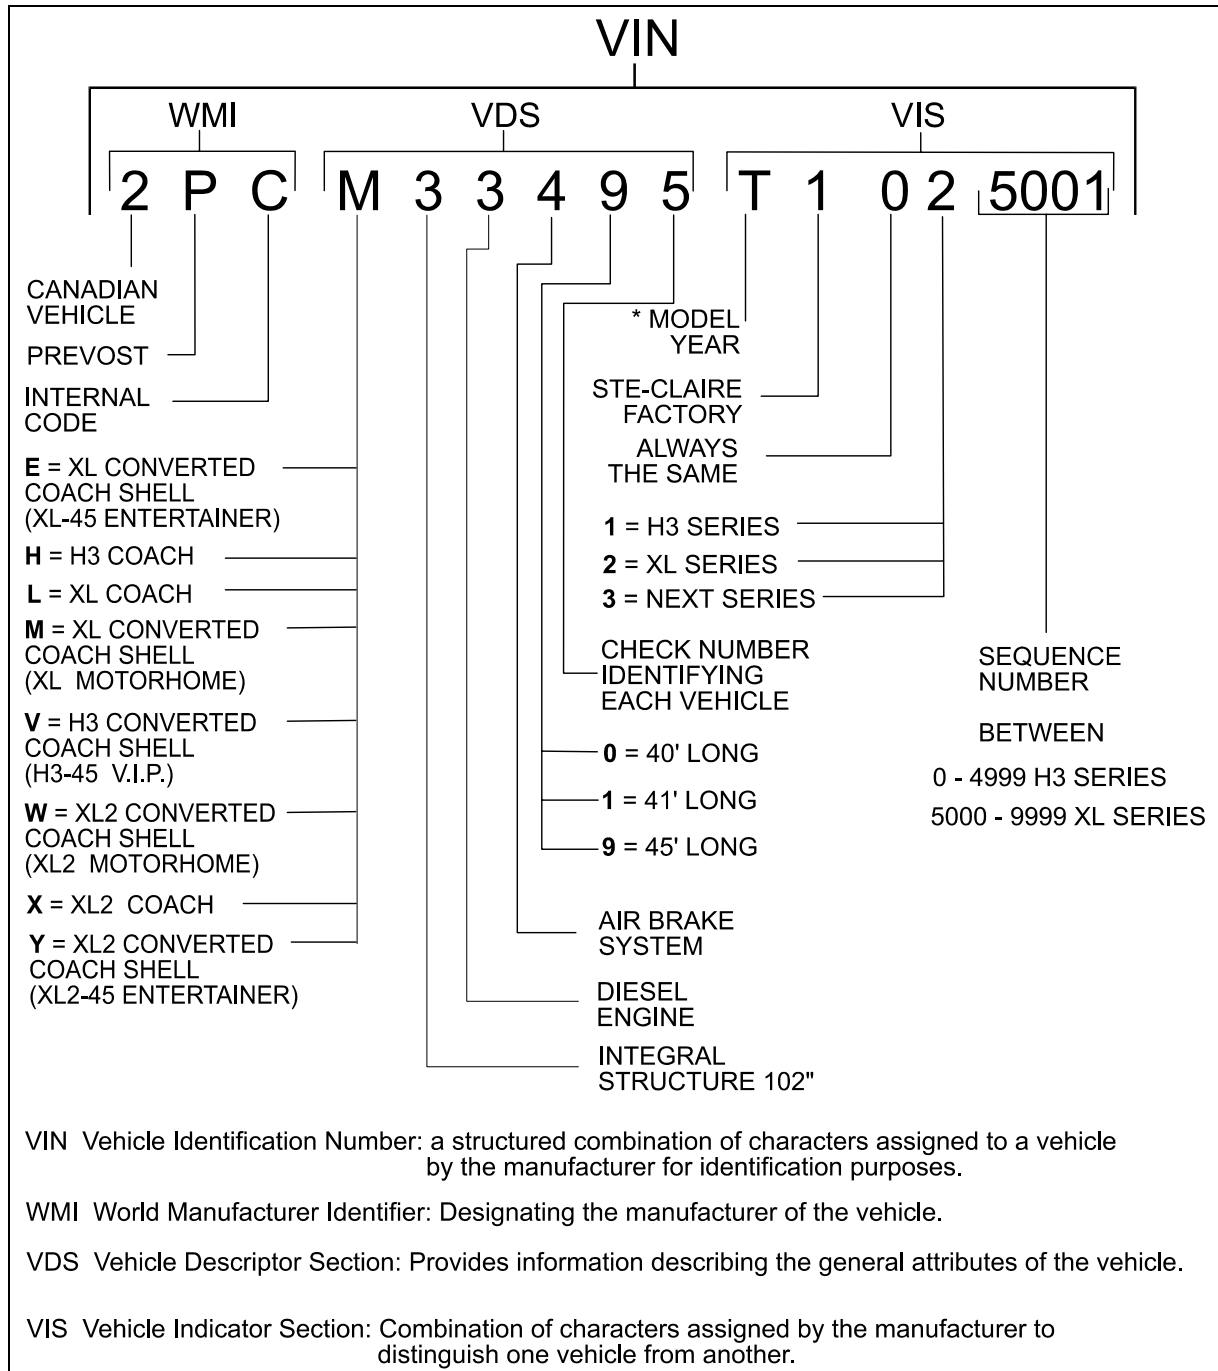 VIN
WMI VDS VIS
2 P C M 3 3 4 9 5 T 1 0 2 5001
CANADIAN
VEHICLE
PREVOST
INTERNAL
CODE
E = XL CONVERTED
COACH SHELL
(XL-45 ENTERTAINER)
H = H3 COACH
L = XL COACH
M = XL CONVERTED
COACH SHELL
(XL MOTORHOME)
V = H3 CONVERTED
COACH SHELL
(H3-45 V.I.P.)
W = XL2 CONVERTED
COACH SHELL
(XL2 MOTORHOME)
X = XL2 COACH
Y = XL2 CONVERTED
COACH SHELL
(XL2-45 ENTERTAINER)
* MODEL
YEAR
STE-CLAIRE
FACTORY
ALWAYS
THE SAME
1 = H3 SERIES
2 = XL SERIES
3 = NEXT SERIES
CHECK NUMBER
IDENTIFYING
EACH VEHICLE
0 = 40' LONG
1 = 41' LONG
9 = 45' LONG
AIR BRAKE
SYSTEM
DIESEL
ENGINE
INTEGRAL
STRUCTURE 102"
SEQUENCE
NUMBER
BETWEEN
0 - 4999 H3 SERIES
5000 - 9999 XL SERIES
VIN Vehicle Identification Number: a structured combination of characters assigned to a vehicle
by the manufacturer for identification purposes.
WMI World Manufacturer Identifier: Designating the manufacturer of the vehicle.
VDS Vehicle Descriptor Section: Provides information describing the general attributes of the vehicle.
VIS Vehicle Indicator Section: Combination of characters assigned by the manufacturer to
distinguish one vehicle from another.